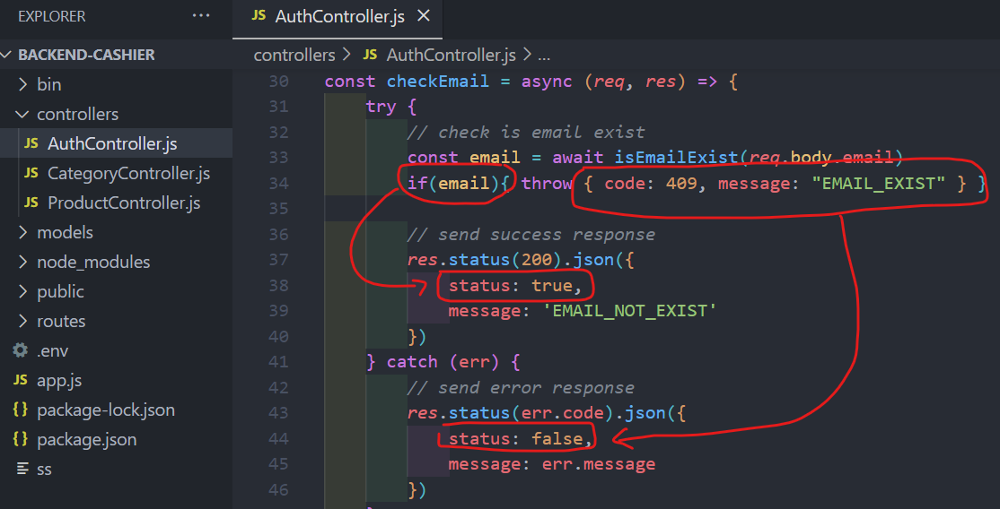 EXPLORER ...
JS AuthController.js ×
BACKEND-CASHIER
controllers > JS AuthController.js > ...
bin
controllers
JS AuthController.js
JS CategoryController.js
JS ProductController.js
models
node_modules
public
routes
.env
JS app.js
{} package-lock.json
{} package.json
ss
30 const checkEmail = async (req, res) => {
31 try {
32 // check is email exist
33 const email = await isEmailExist(req.body.email)
34 if(email){ throw { code: 409, message: "EMAIL_EXIST" } }
35
36 // send success response
37 res.status(200).json({
38 status: true,
39 message: 'EMAIL_NOT_EXIST'
40 })
41 } catch (err) {
42 // send error response
43 res.status(err.code).json({
44 status: false,
45 message: err.message
46 })